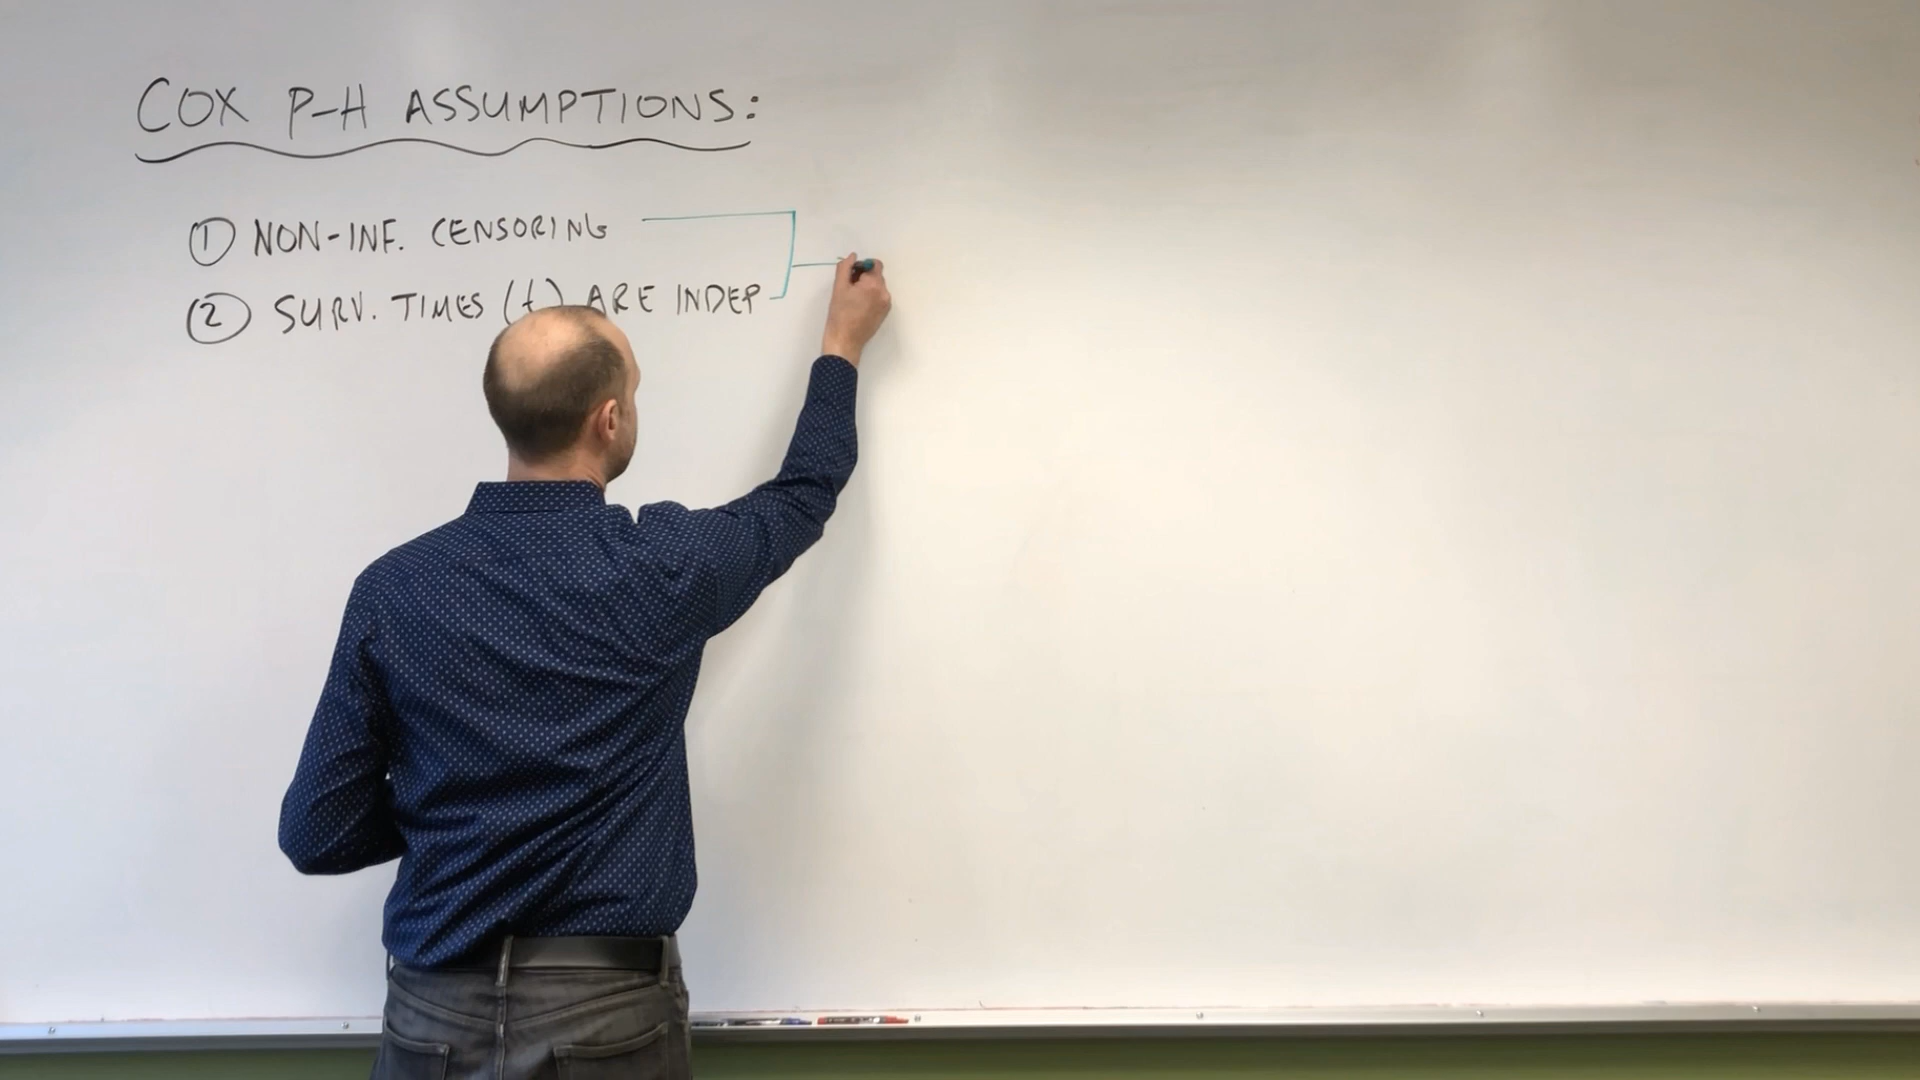 COX P-H ASSUMPTIONS:
① NON-INF. CENSORING
② SURV. TIMES (t) ARE INDEP